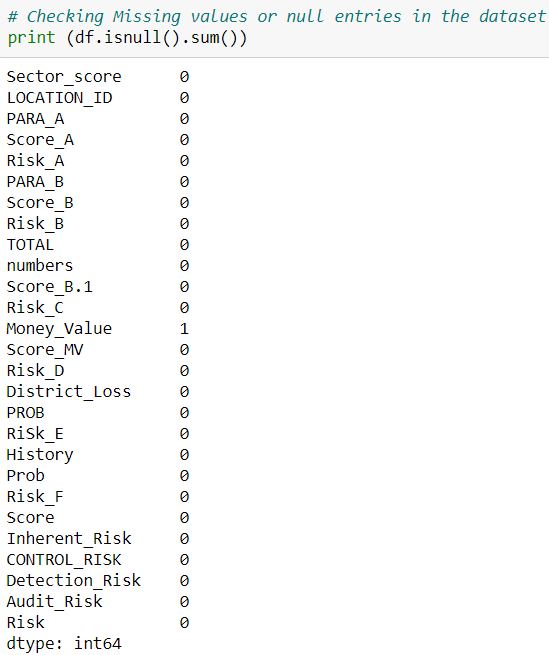 # Checking Missing values or null entries in the dataset
print (df.isnull().sum())
Sector_score 0
LOCATION_ID 0
PARA_A 0
Score_A 0
Risk_A 0
PARA_B 0
Score_B 0
Risk_B 0
TOTAL 0
numbers 0
Score_B.1 0
Risk_C 0
Money_Value 1
Score_MV 0
Risk_D 0
District_Loss 0
PROB 0
RiSk_E 0
History 0
Prob 0
Risk_F 0
Score 0
Inherent_Risk 0
CONTROL_RISK 0
Detection_Risk 0
Audit_Risk 0
Risk 0
dtype: int64